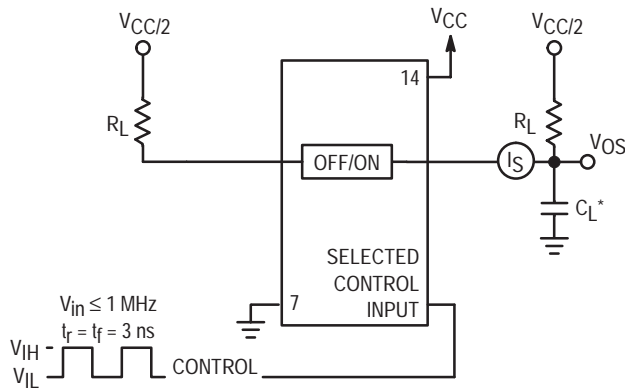 VCC/2
VCC
VCC/2
14
RL
RL
VOS
OFF/ON
IS
CL*
SELECTED
CONTROL
INPUT
7
Vin ≤ 1 MHz
tr = tf = 3 ns
VIH
VIL
CONTROL